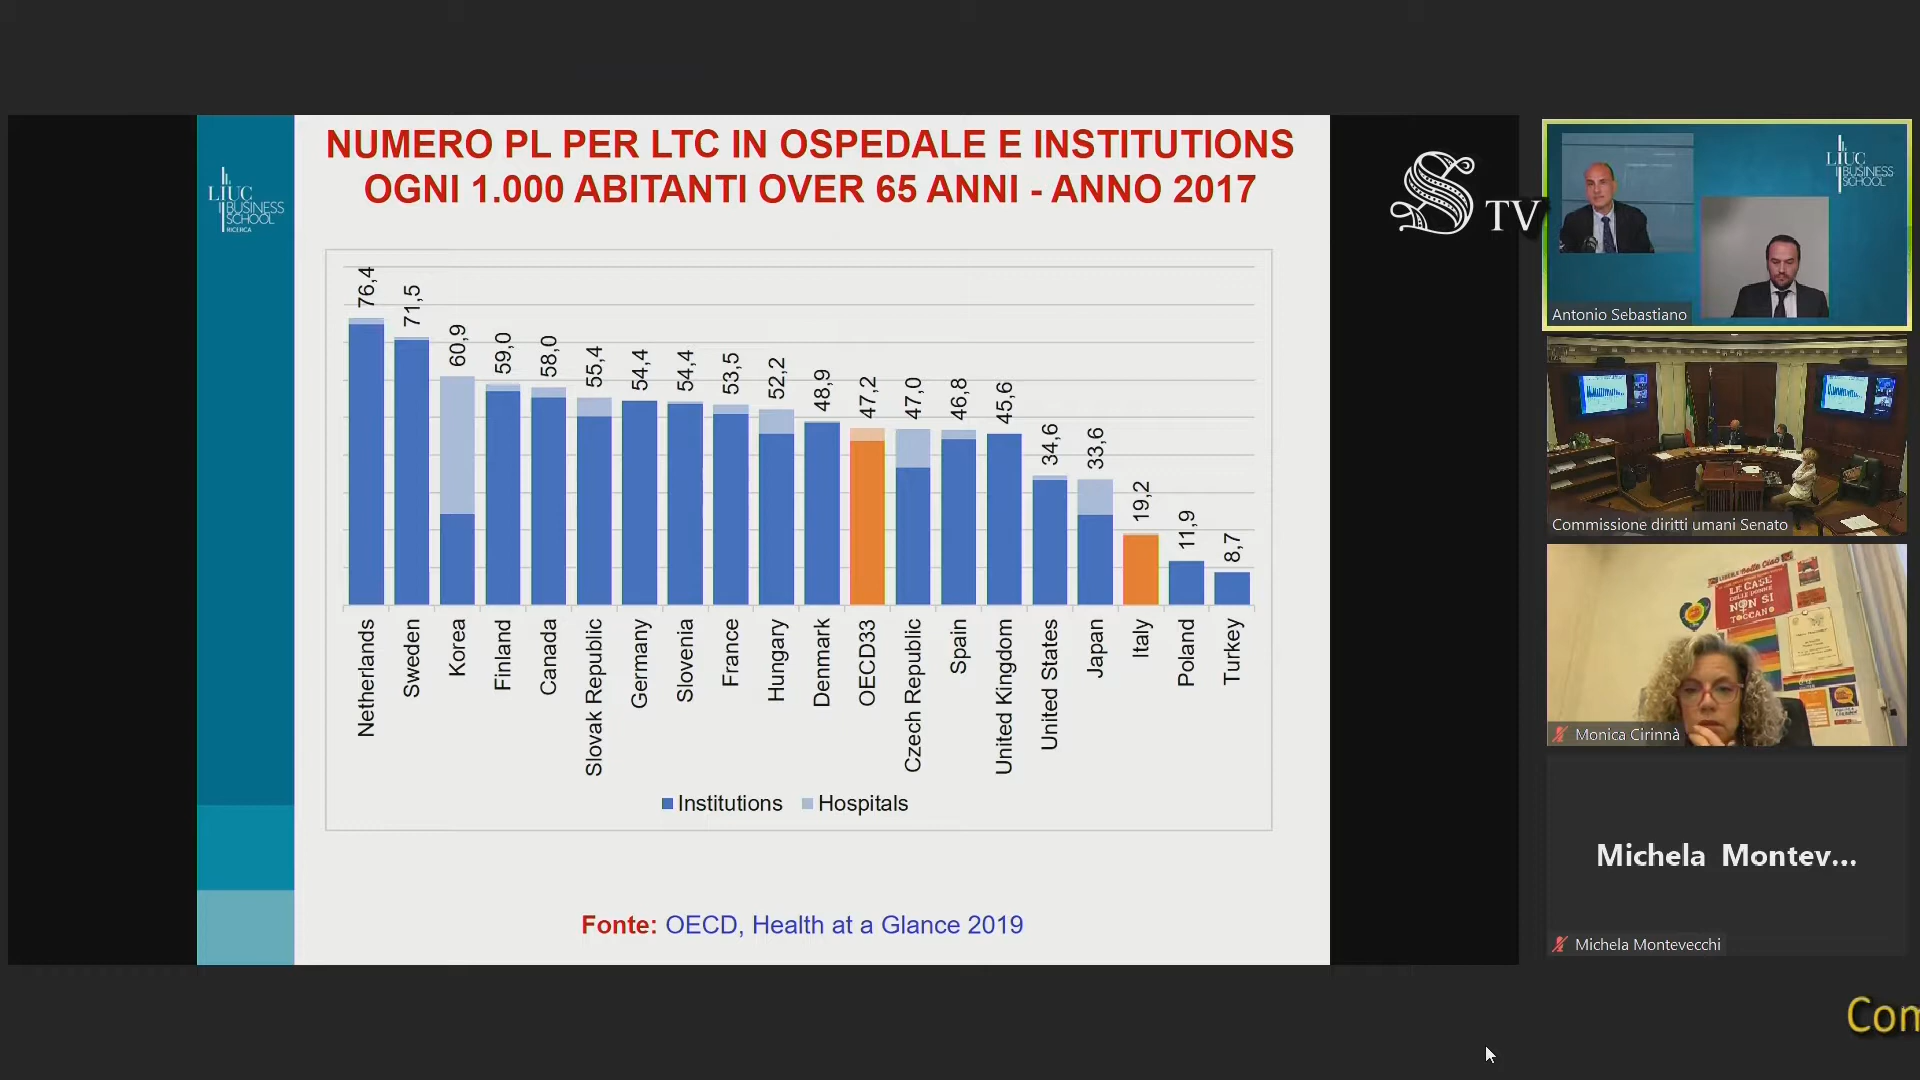 NUMERO PL PER LTC IN OSPEDALE E INSTITUTIONS
OGNI 1.000 ABITANTI OVER 65 ANNI - ANNO 2017
LIUC
BUSINESS
SCHOOL
RICERCA
76,4
71,5
60,9
59,0
58,0
55,4
54,4
54,4
53,5
52,2
48,9
47,2
47,0
46,8
45,6
34,6
33,6
19,2
11,9
8,7
Netherlands
Sweden
Korea
Finland
Canada
Slovak Republic
Germany
Slovenia
France
Hungary
Denmark
OECD33
Czech Republic
Spain
United Kingdom
United States
Japan
Italy
Poland
Turkey
Institutions
Hospitals
Fonte: OECD, Health at a Glance 2019
S TV
LIUC
BUSINESS
SCHOOL
Antonio Sebastiano
Commissione diritti umani Senato
LE CASE
DELLE DONNE
NON SI
TOCCANO
Monica Cirinnà
Michela Montev...
Michela Montevecchi
Com